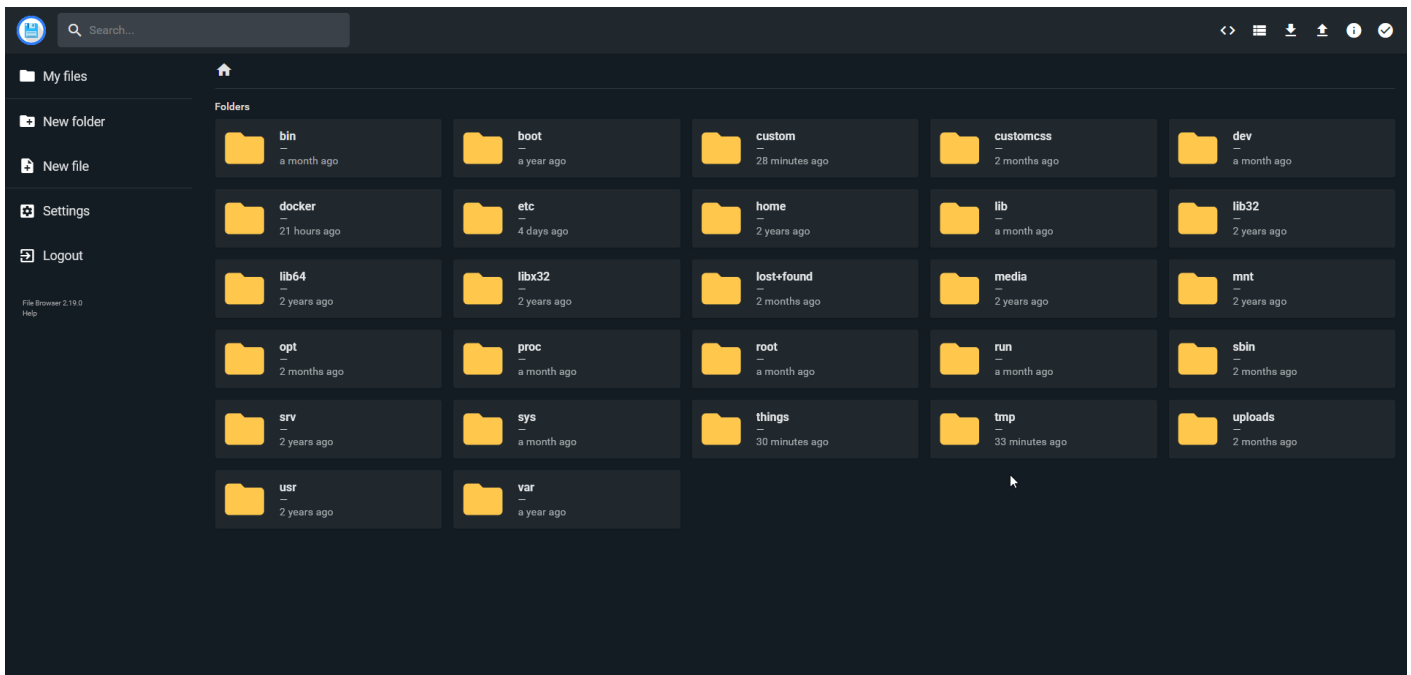 Search...
My files
New folder
New file
Settings
Logout
File Browser 2.19.0
Help
Folders
bin
—
a month ago
boot
—
a year ago
custom
—
28 minutes ago
customcss
—
2 months ago
dev
—
a month ago
docker
—
21 hours ago
etc
—
4 days ago
home
—
2 years ago
lib
—
a month ago
lib32
—
2 years ago
lib64
—
2 years ago
libx32
—
2 years ago
lost+found
—
2 months ago
media
—
2 years ago
mnt
—
2 years ago
opt
—
2 months ago
proc
—
a month ago
root
—
a month ago
run
—
a month ago
sbin
—
2 months ago
srv
—
2 years ago
sys
—
a month ago
things
—
30 minutes ago
tmp
—
33 minutes ago
uploads
—
2 months ago
usr
—
2 years ago
var
—
a year ago